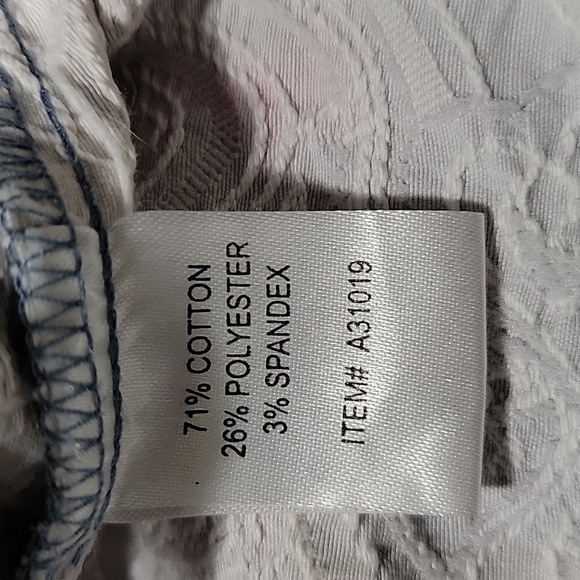 71% COTTON
26% POLYESTER
3% SPANDEX
ITEM# A31019